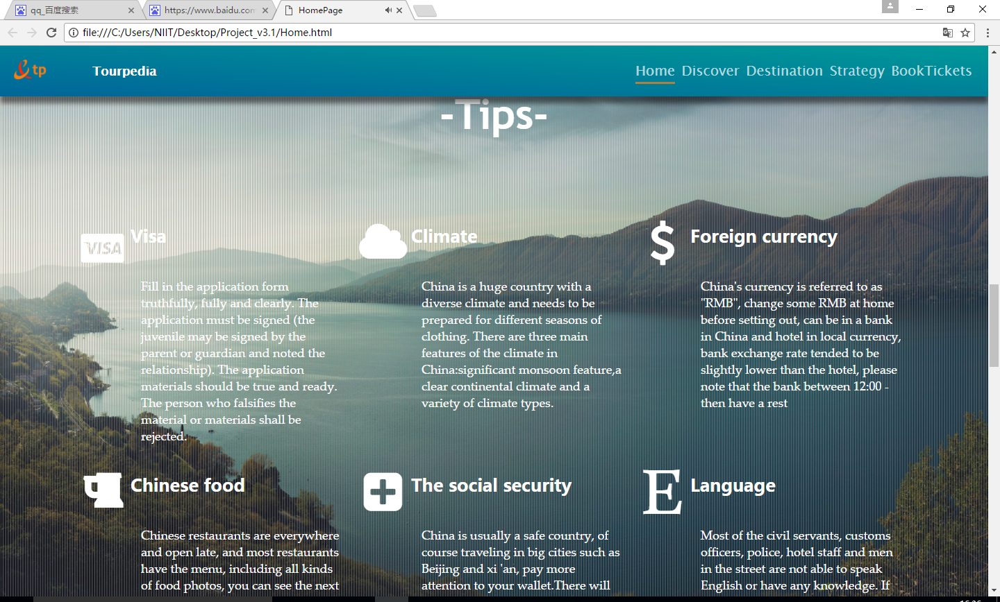 qq_百度搜索
https://www.baidu.com
HomePage
file:///C:/Users/NIIT/Desktop/Project_v3.1/Home.html
tp
Tourpedia
Home Discover Destination Strategy BookTickets
-Tips-
VISA
Visa
Fill in the application form
truthfully, fully and clearly. The
application must be signed (the
juvenile may be signed by the
parent or guardian and noted the
relationship). The application
materials should be true and ready.
The person who falsifies the
material or materials shall be
rejected.
Climate
China is a huge country with a
diverse climate and needs to be
prepared for different seasons of
clothing. There are three main
features of the climate in
China:significant monsoon feature,a
clear continental climate and a
variety of climate types.
$
Foreign currency
China's currency is referred to as
"RMB", change some RMB at home
before setting out, can be in a bank
in China and hotel in local currency,
bank exchange rate tended to be
slightly lower than the hotel, please
note that the bank between 12:00 -
then have a rest
Chinese food
Chinese restaurants are everywhere
and open late, and most restaurants
have the menu, including all kinds
of food photos, you can see the next
The social security
China is usually a safe country, of
course traveling in big cities such as
Beijing and xi 'an, pay more
attention to your wallet.There will
E
Language
Most of the civil servants, customs
officers, police, hotel staff and men
in the street are not able to speak
English or have any knowledge. If